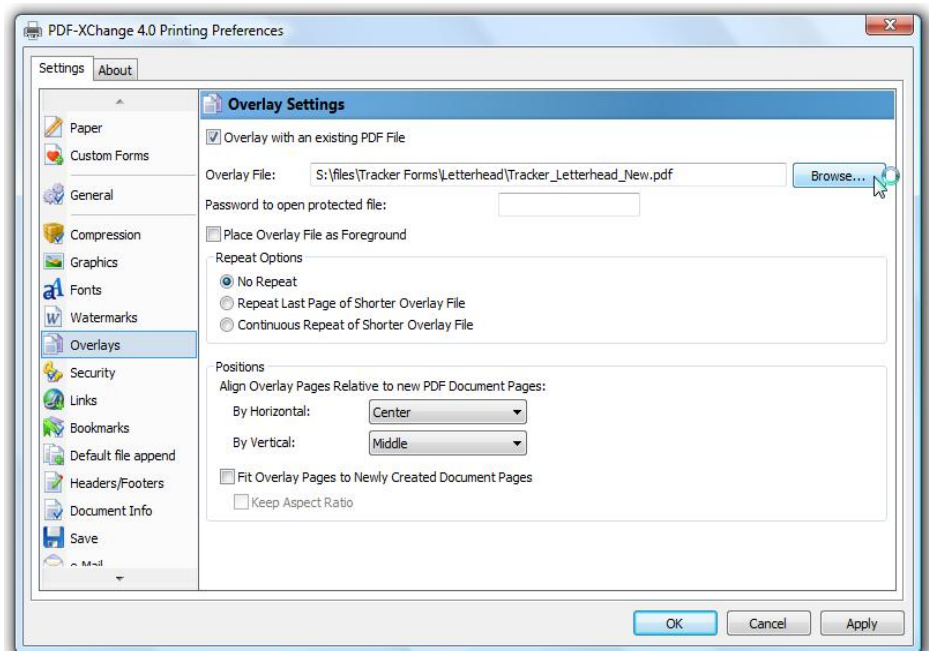 PDF-XChange 4.0 Printing Preferences
Settings
About
Paper
Custom Forms
General
Compression
Graphics
Fonts
Watermarks
Overlays
Security
Links
Bookmarks
Default file append
Headers/Footers
Document Info
Save
e-Mail
Overlay Settings
Overlay with an existing PDF File
Overlay File: S:\files\Tracker Forms\Letterhead\Tracker_Letterhead_New.pdf Browse...
Password to open protected file:
Place Overlay File as Foreground
Repeat Options
No Repeat
Repeat Last Page of Shorter Overlay File
Continuous Repeat of Shorter Overlay File
Positions
Align Overlay Pages Relative to new PDF Document Pages:
By Horizontal: Center
By Vertical: Middle
Fit Overlay Pages to Newly Created Document Pages
Keep Aspect Ratio
OK Cancel Apply